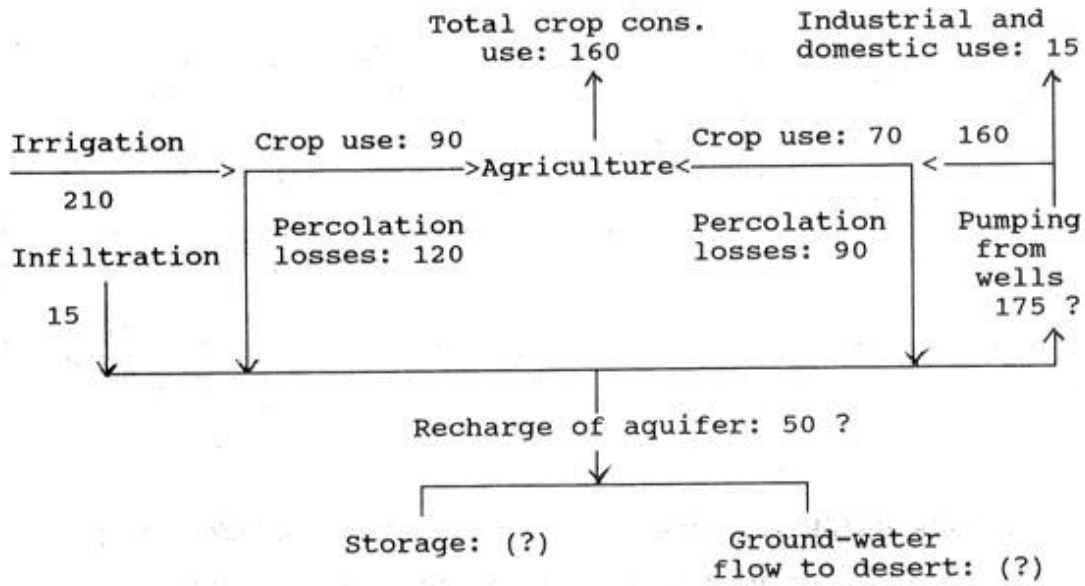 Total crop cons.
use: 160
Industrial and
domestic use: 15
Irrigation
210
Crop use: 90
Agriculture
Crop use: 70
160
Infiltration
15
Percolation
losses: 120
Percolation
losses: 90
Pumping
from
wells
175 ?
Recharge of aquifer: 50 ?
Storage: (?)
Ground-water
flow to desert: (?)